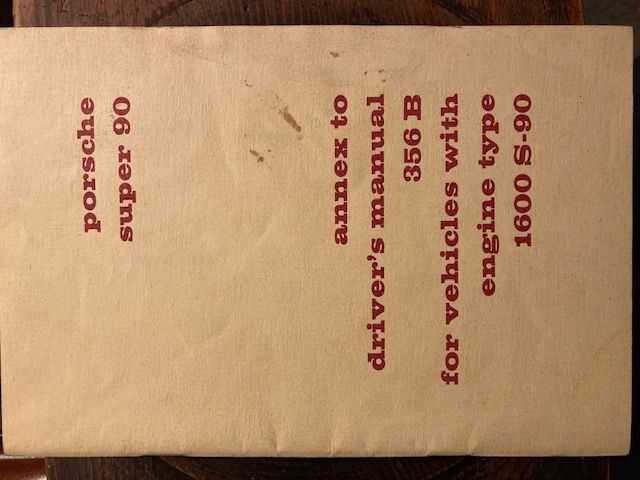 porsche
super 90
annex to
driver's manual
356 B
for vehicles with
engine type
1600 S-90